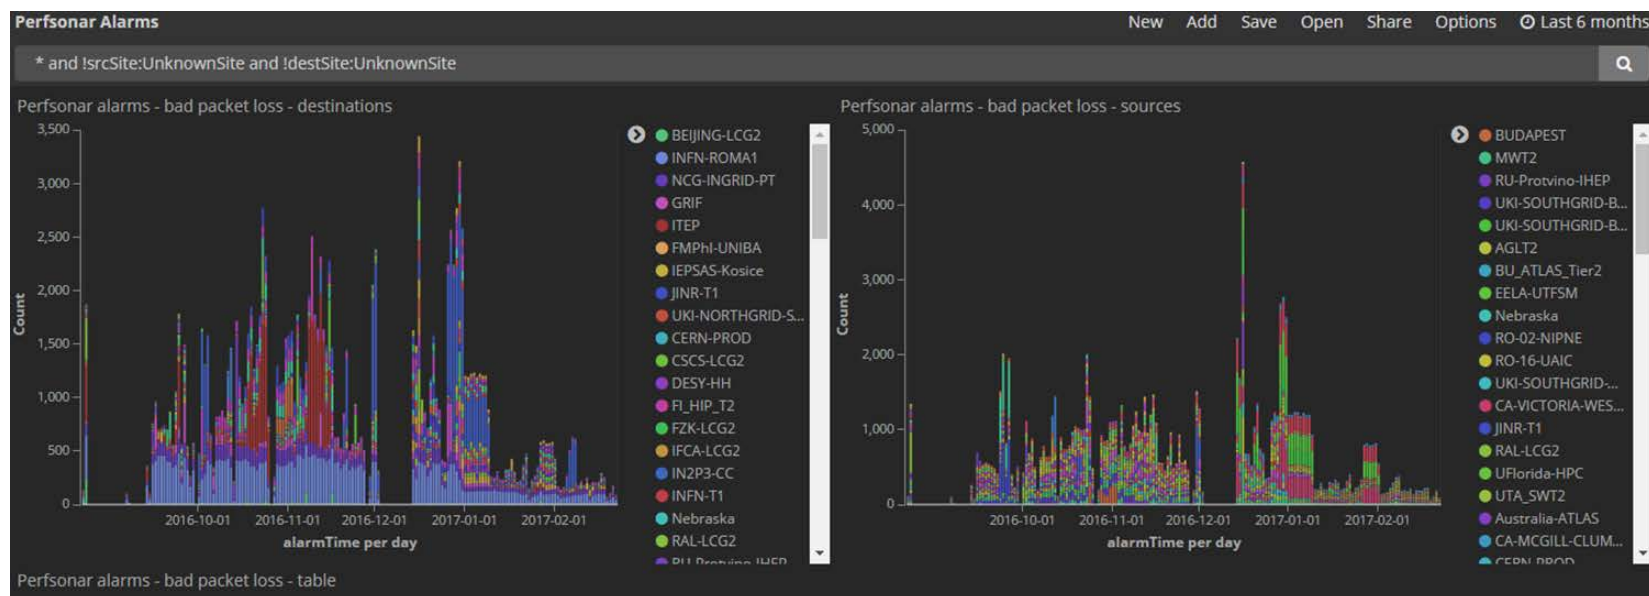 Perfsonar Alarms
New Add Save Open Share Options Last 6 months
* and !srcSite:UnknownSite and !destSite:UnknownSite
Perfsonar alarms - bad packet loss - destinations
3,500
3,000
2,500
2,000
1,500
1,000
500
0
Count
2016-10-01 2016-11-01 2016-12-01 2017-01-01 2017-02-01
alarmTime per day
BEIJING-LCG2
INFN-ROMA1
NCG-INGRID-PT
GRIF
ITEP
FMPhI-UNIBA
IEPSAS-Kosice
JINR-T1
UKI-NORTHGRID-S...
CERN-PROD
CSCS-LCG2
DESY-HH
FI_HIP_T2
FZK-LCG2
IFCA-LCG2
IN2P3-CC
INFN-T1
Nebraska
RAL-LCG2
RU-Protvino-IHEP
Perfsonar alarms - bad packet loss - sources
5,000
4,000
3,000
2,000
1,000
0
Count
2016-10-01 2016-11-01 2016-12-01 2017-01-01 2017-02-01
alarmTime per day
BUDAPEST
MWT2
RU-Protvino-IHEP
UKI-SOUTHGRID-B...
UKI-SOUTHGRID-B...
AGLT2
BU_ATLAS_Tier2
EELA-UTFSM
Nebraska
RO-02-NIPNE
RO-16-UAIC
UKI-SOUTHGRID-...
CA-VICTORIA-WES...
JINR-T1
RAL-LCG2
UFlorida-HPC
UTA_SWT2
Australia-ATLAS
CA-MCGILL-CLUM...
CERN-PROD
Perfsonar alarms - bad packet loss - table